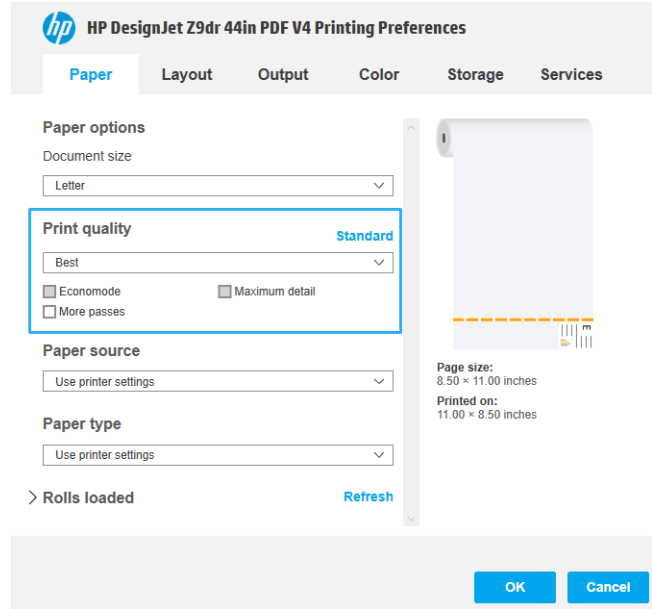 hp HP DesignJet Z9dr 44in PDF V4 Printing Preferences
Paper Layout Output Color Storage Services
Paper options
Document size
Letter
Print quality
Standard
Best
Economode Maximum detail
More passes
Paper source
Use printer settings
Paper type
Use printer settings
Rolls loaded Refresh
Page size:
8.50 × 11.00 inches
Printed on:
11.00 × 8.50 inches
OK Cancel